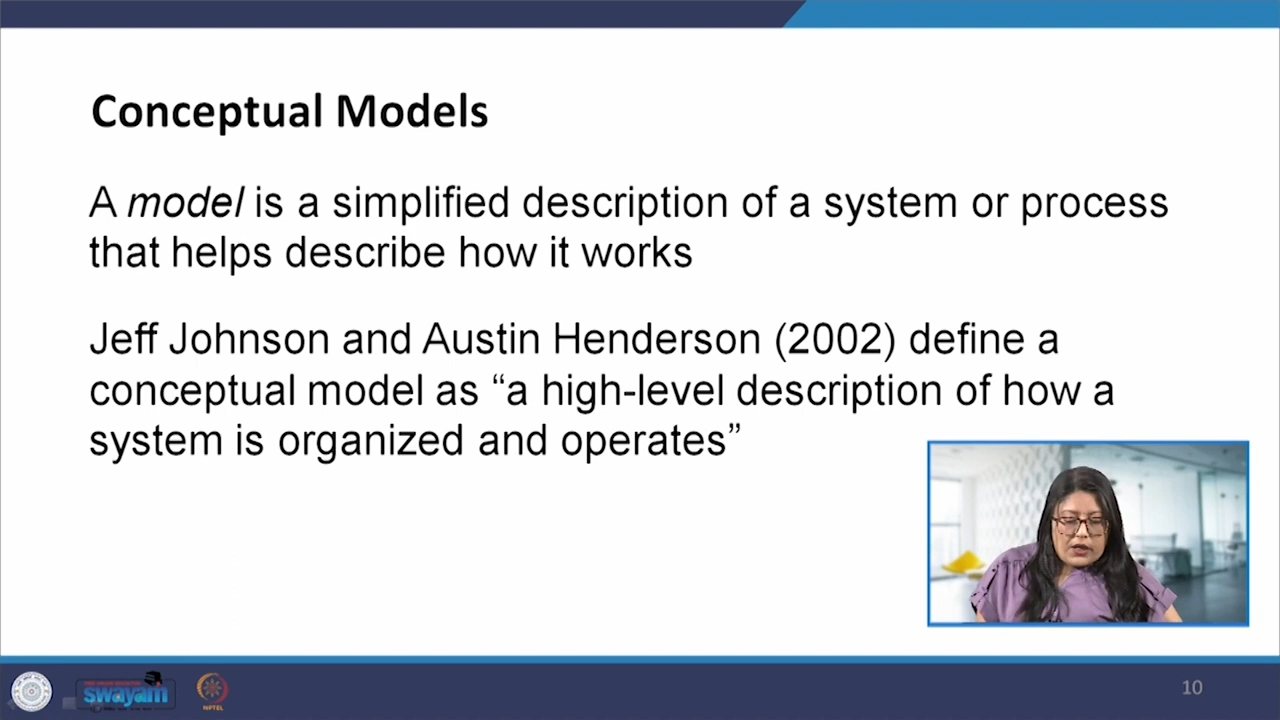 Conceptual Models
A model is a simplified description of a system or process
that helps describe how it works
Jeff Johnson and Austin Henderson (2002) define a
conceptual model as “a high-level description of how a
system is organized and operates”
swayam
NPTEL
10